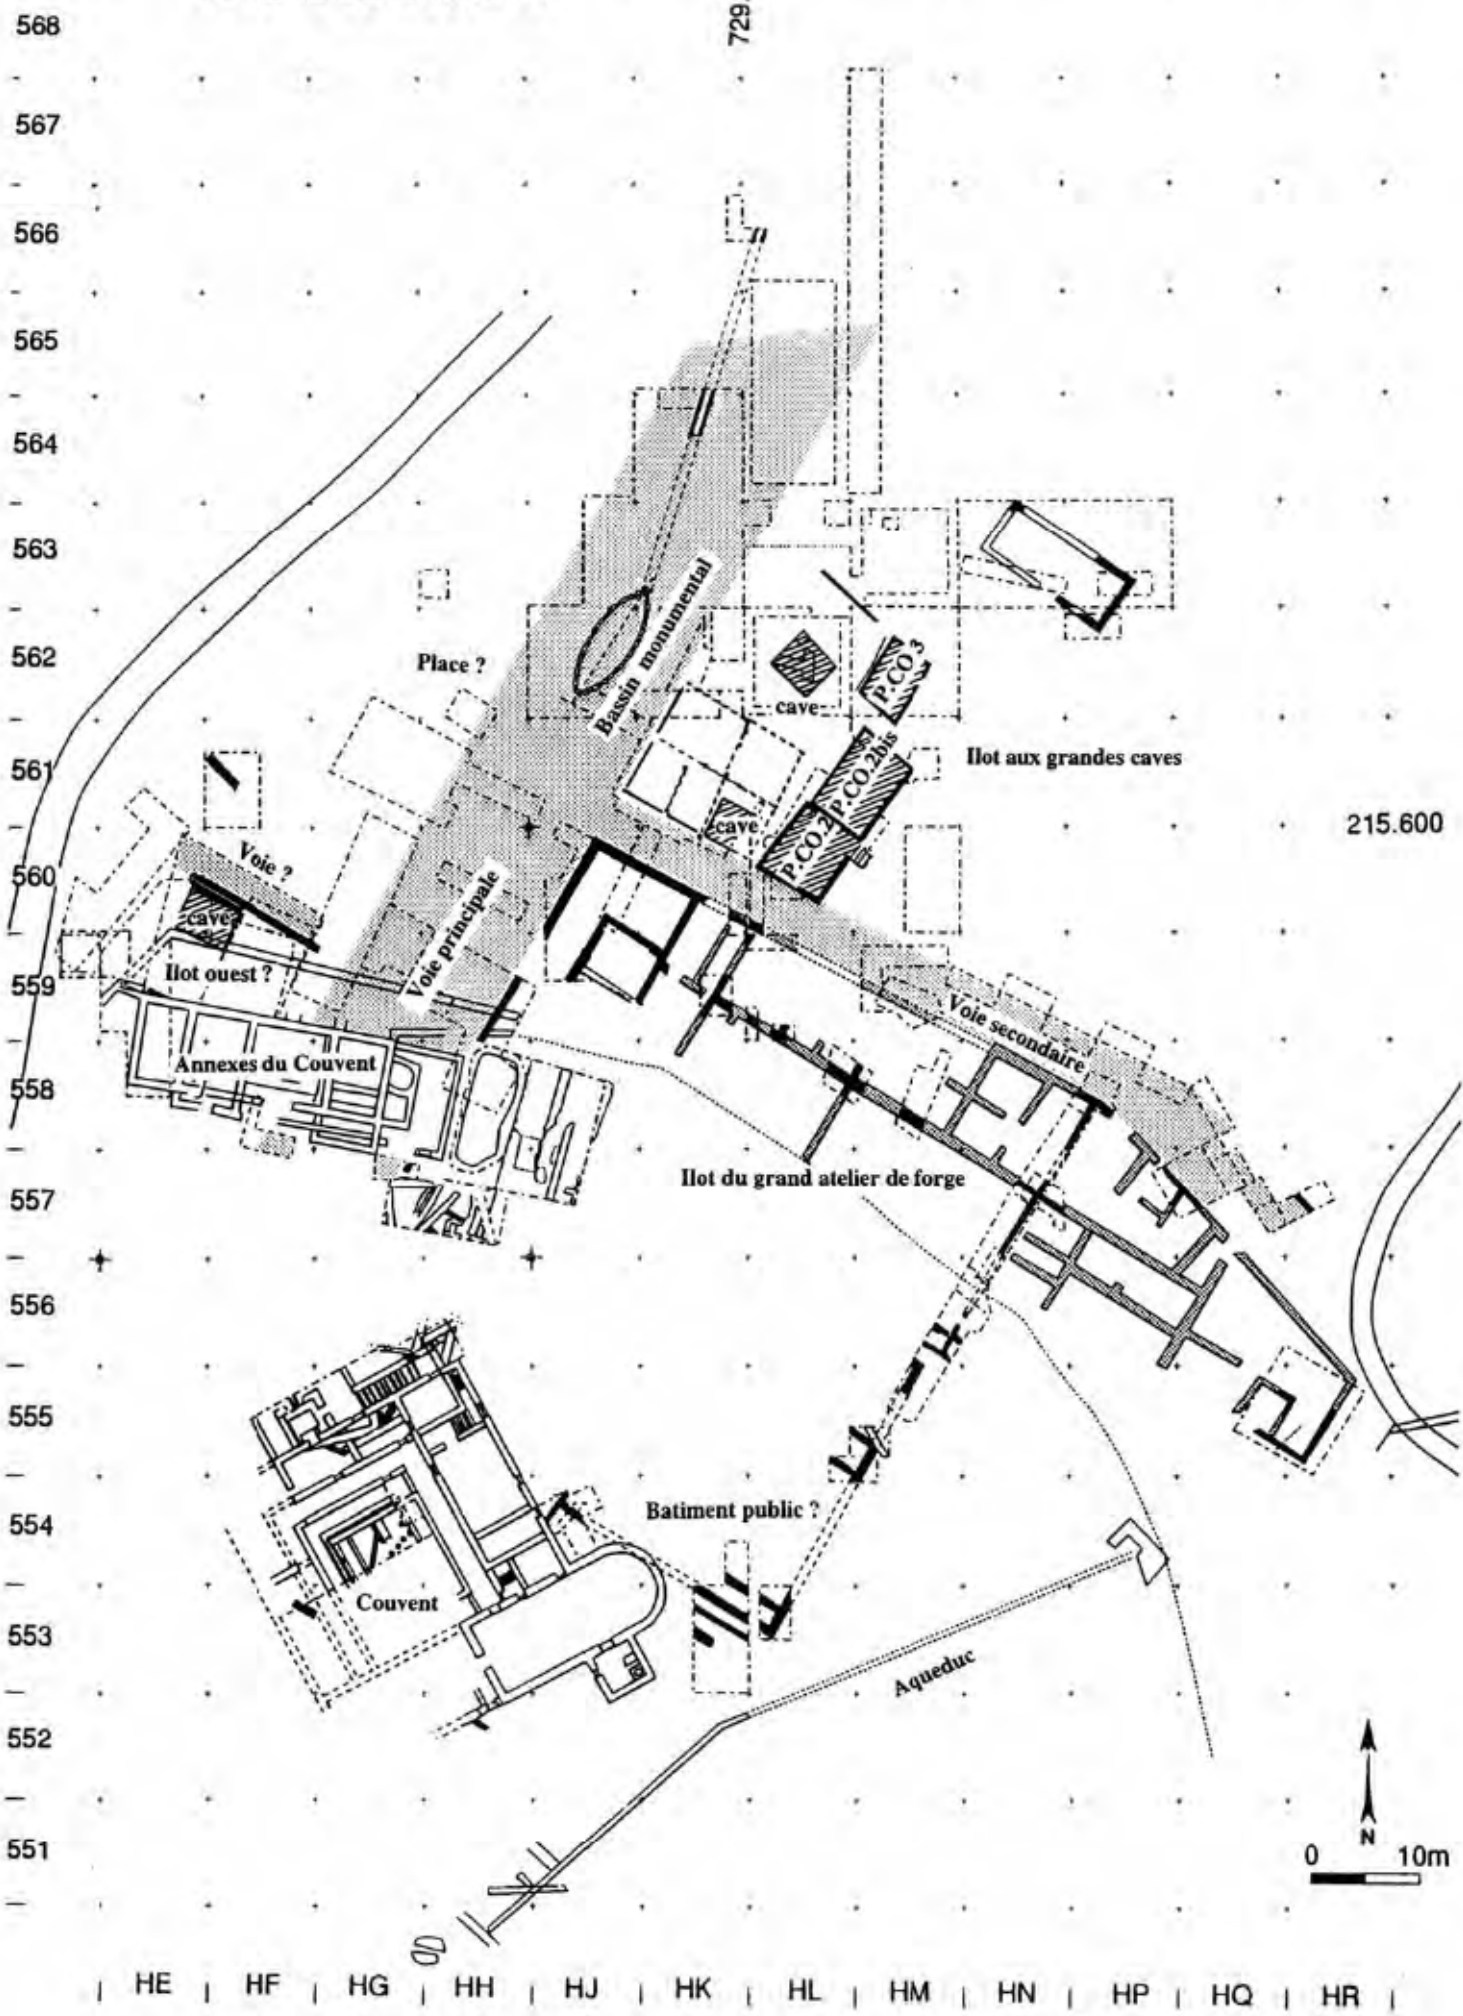 568
729.
567
566
565
564
563
562
Place ?
Bassin monumental
P.CO 3
cave
561
P.CO.2bis
Ilot aux grandes caves
cave
215.600
P.CO.2
560
Voie ?
cave
Voie principale
559
Ilot ouest ?
Voie secondaire
Annexes du Couvent
558
557
Ilot du grand atelier de forge
556
555
554
Batiment public ?
553
Couvent
Aqueduc
552
551
N
0 10m
HE | HF | HG | HH | HJ | HK | HL | HM | HN | HP | HQ | HR |